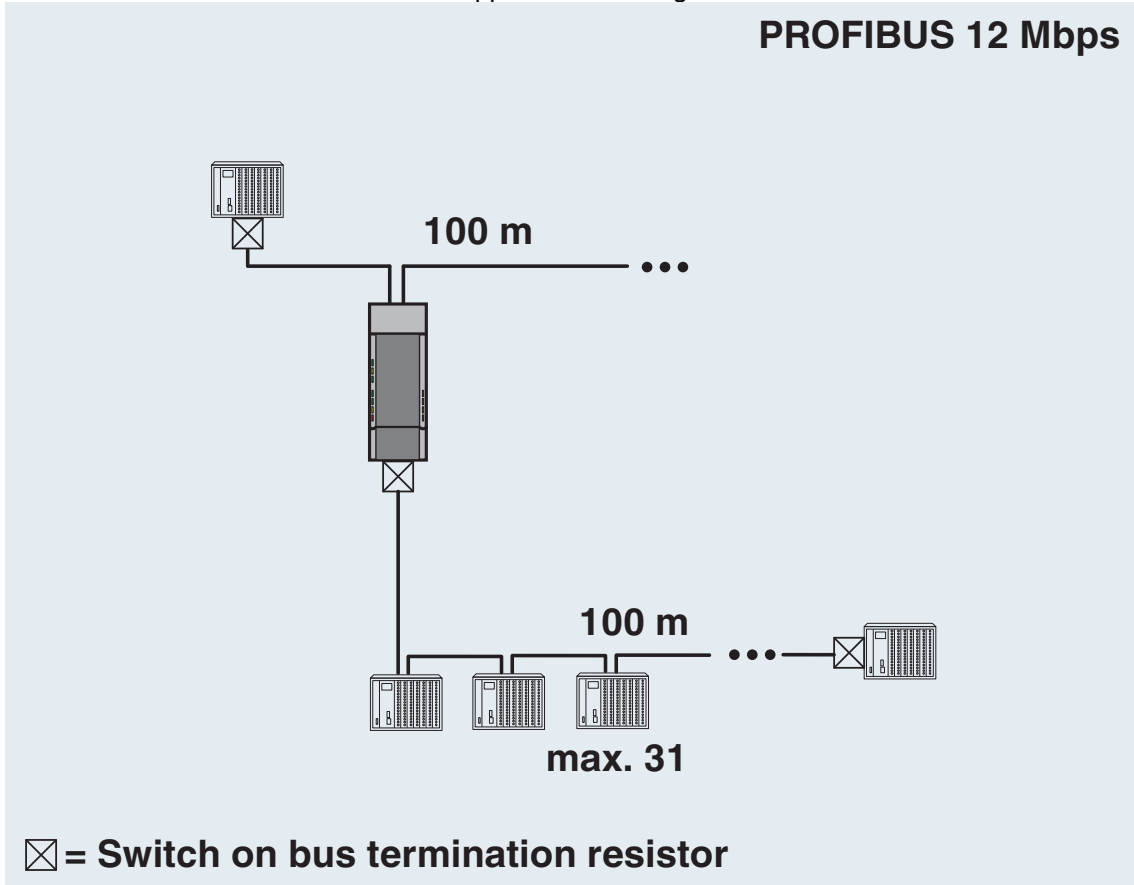 PROFIBUS 12 Mbps
100 m
100 m
max. 31
= Switch on bus termination resistor